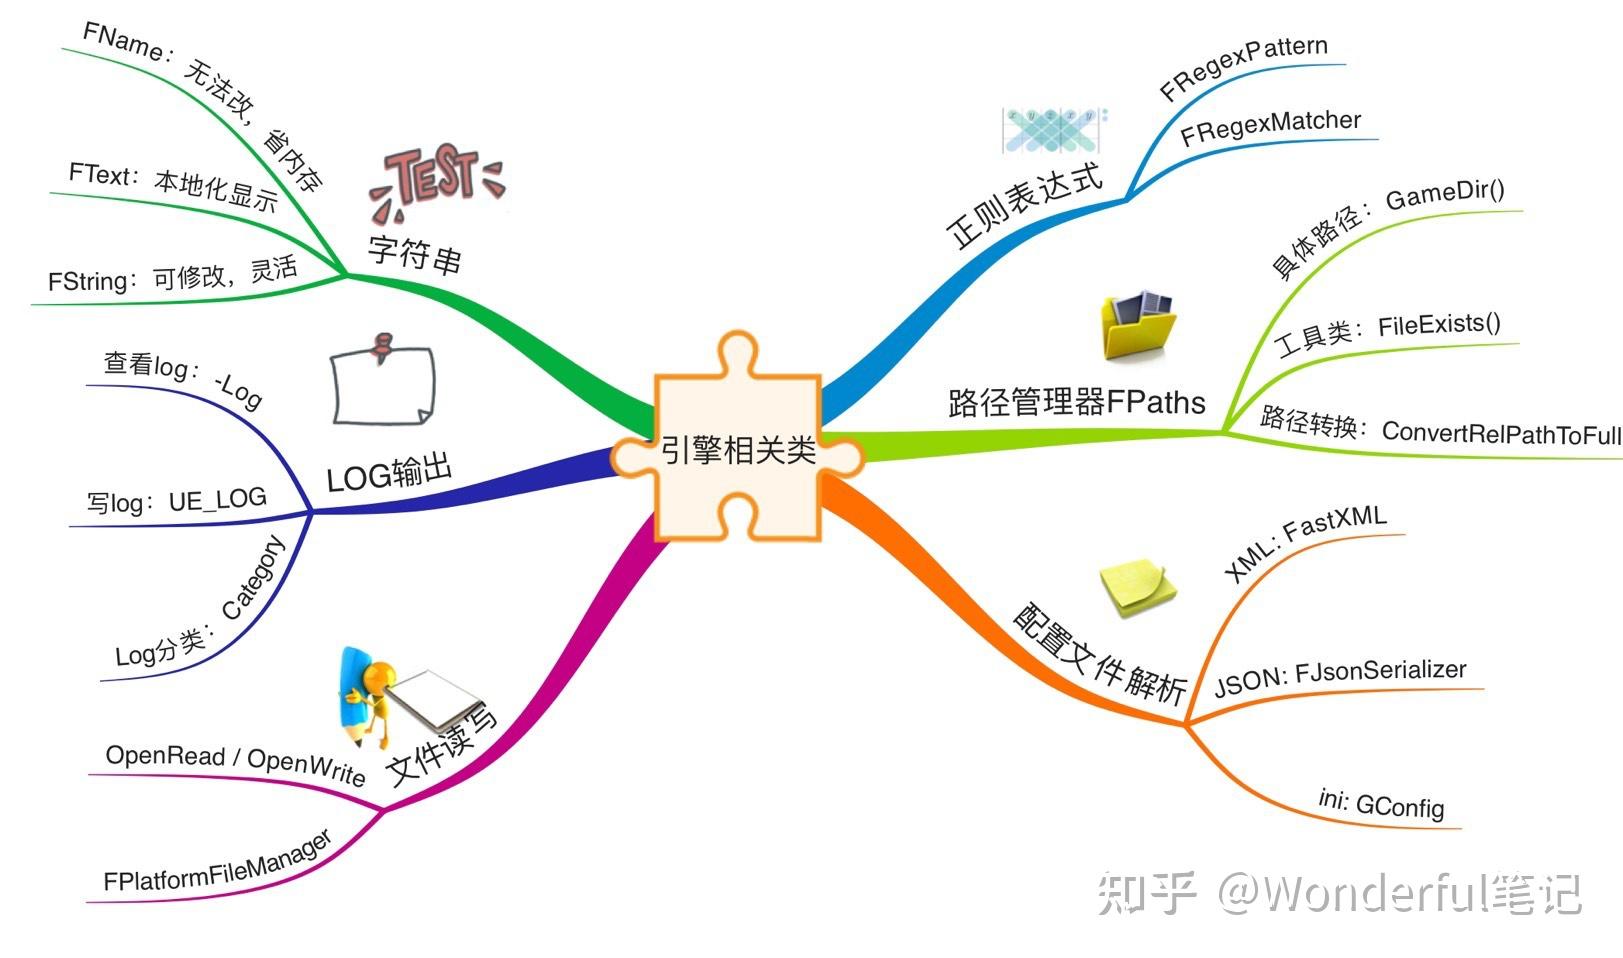 引擎相关类
字符串
FName：无法改，省内存
FText：本地化显示
FString：可修改，灵活
TEST
LOG输出
查看log：-Log
写log：UE_LOG
Log分类：Category
文件读写
OpenRead / OpenWrite
FPlatformFileManager
正则表达式
x y z x y
FRegexPattern
FRegexMatcher
路径管理器FPaths
具体路径：GameDir()
工具类：FileExists()
路径转换：ConvertRelPathToFull
配置文件解析
XML: FastXML
JSON: FJsonSerializer
ini: GConfig
知乎 @Wonderful笔记